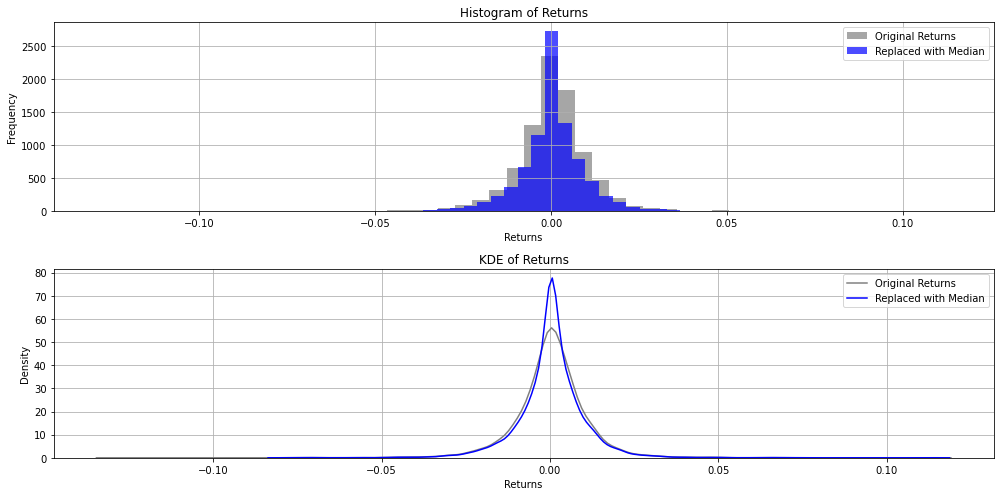 Histogram of Returns
Frequency
2500
2000
1500
1000
500
0
Original Returns
Replaced with Median
−0.10
−0.05
0.00
0.05
0.10
Returns
KDE of Returns
Density
80
70
60
50
40
30
20
10
0
Original Returns
Replaced with Median
−0.10
−0.05
0.00
0.05
0.10
Returns